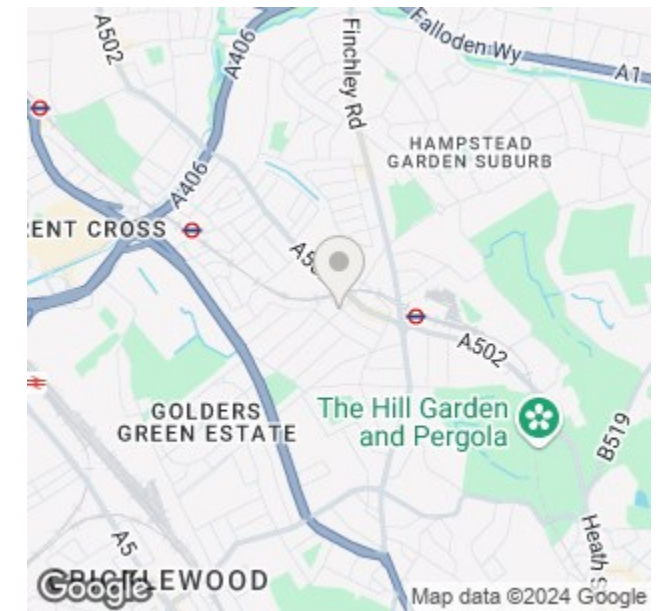 A502
A406
Finchley Rd
Falloden Wy
A1
HAMPSTEAD
GARDEN SUBURB
A406
RENT CROSS
A50
A502
GOLDERS
GREEN ESTATE
The Hill Garden
and Pergola
B519
A5
Heath S
CRICKLEWOOD
Google
Map data ©2024 Google